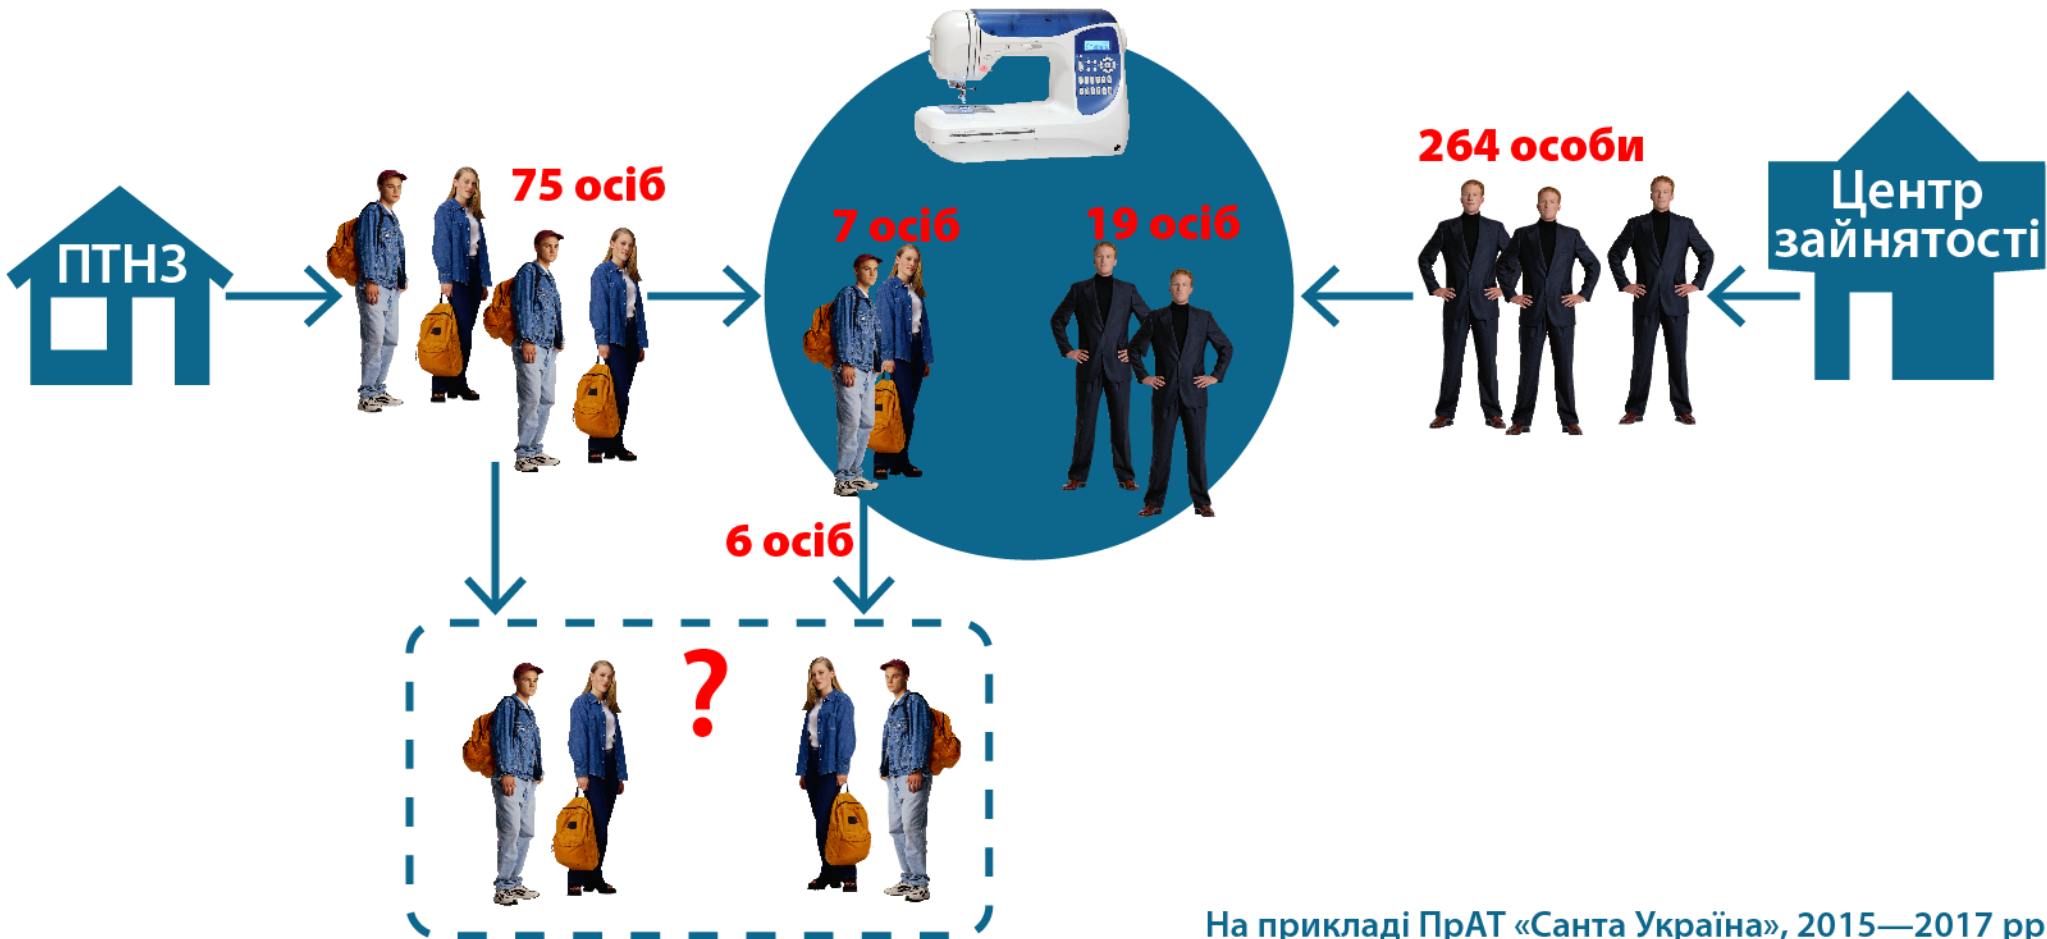 ПТНЗ
75 осіб
7 осіб
19 осіб
264 особи
Центр
зайнятості
6 осіб
?
На прикладі ПрАТ «Санта Україна», 2015—2017 рр